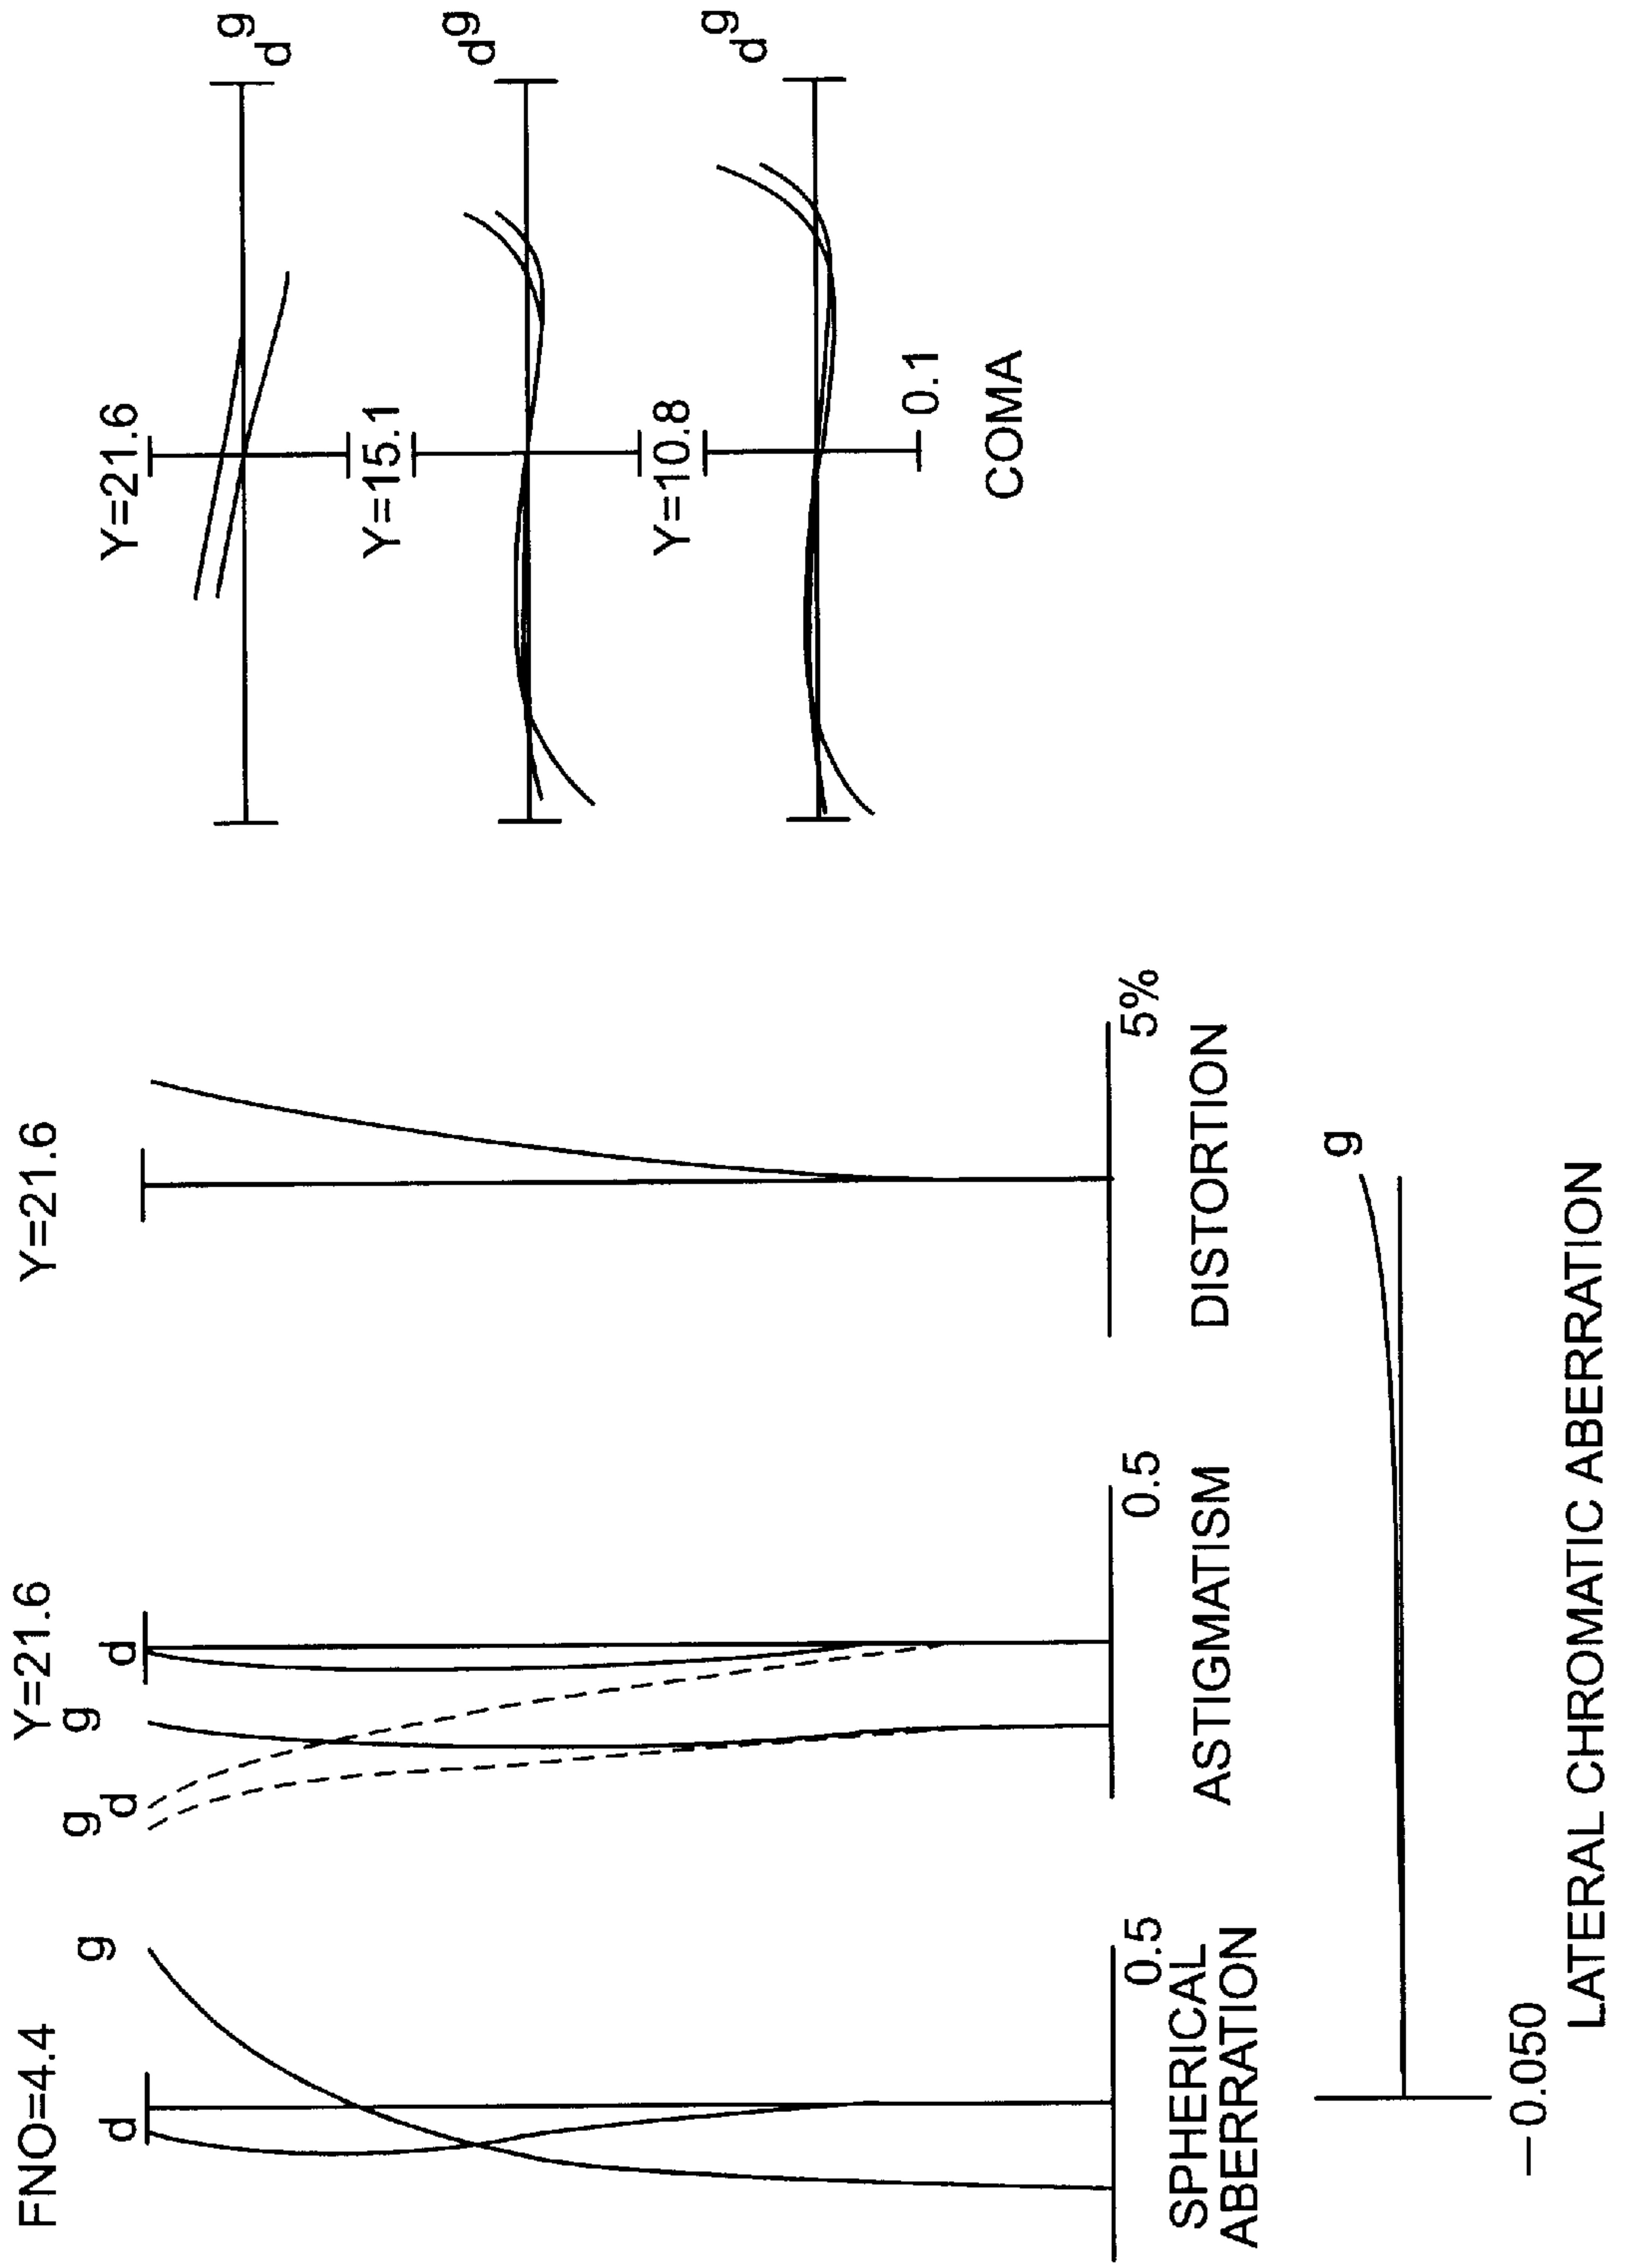 FNO=4.4
g
d
0.5
SPHERICAL
ABERRATION
Y=21.6
g
d
g
d
0.5
ASTIGMATISM
Y=21.6
5%
DISTORTION
Y=21.6
g
d
Y=15.1
g
d
Y=10.8
g
d
0.1
COMA
g
−0.050
LATERAL CHROMATIC ABERRATION